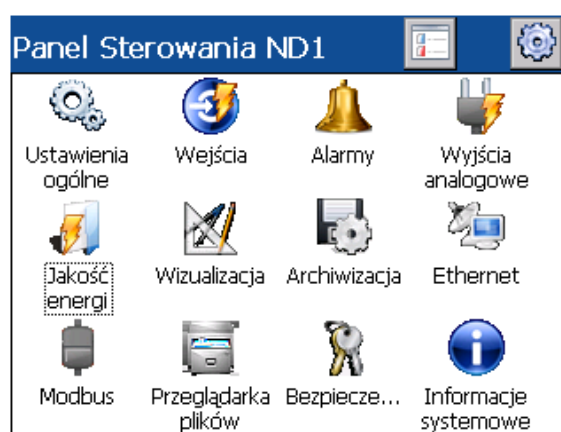 Panel Sterowania ND1
Ustawienia ogólne
Wejścia
Alarmy
Wyjścia analogowe
Jakość energi
Wizualizacja
Archiwizacja
Ethernet
Modbus
Przeglądarka plików
Bezpiecze...
Informacje systemowe